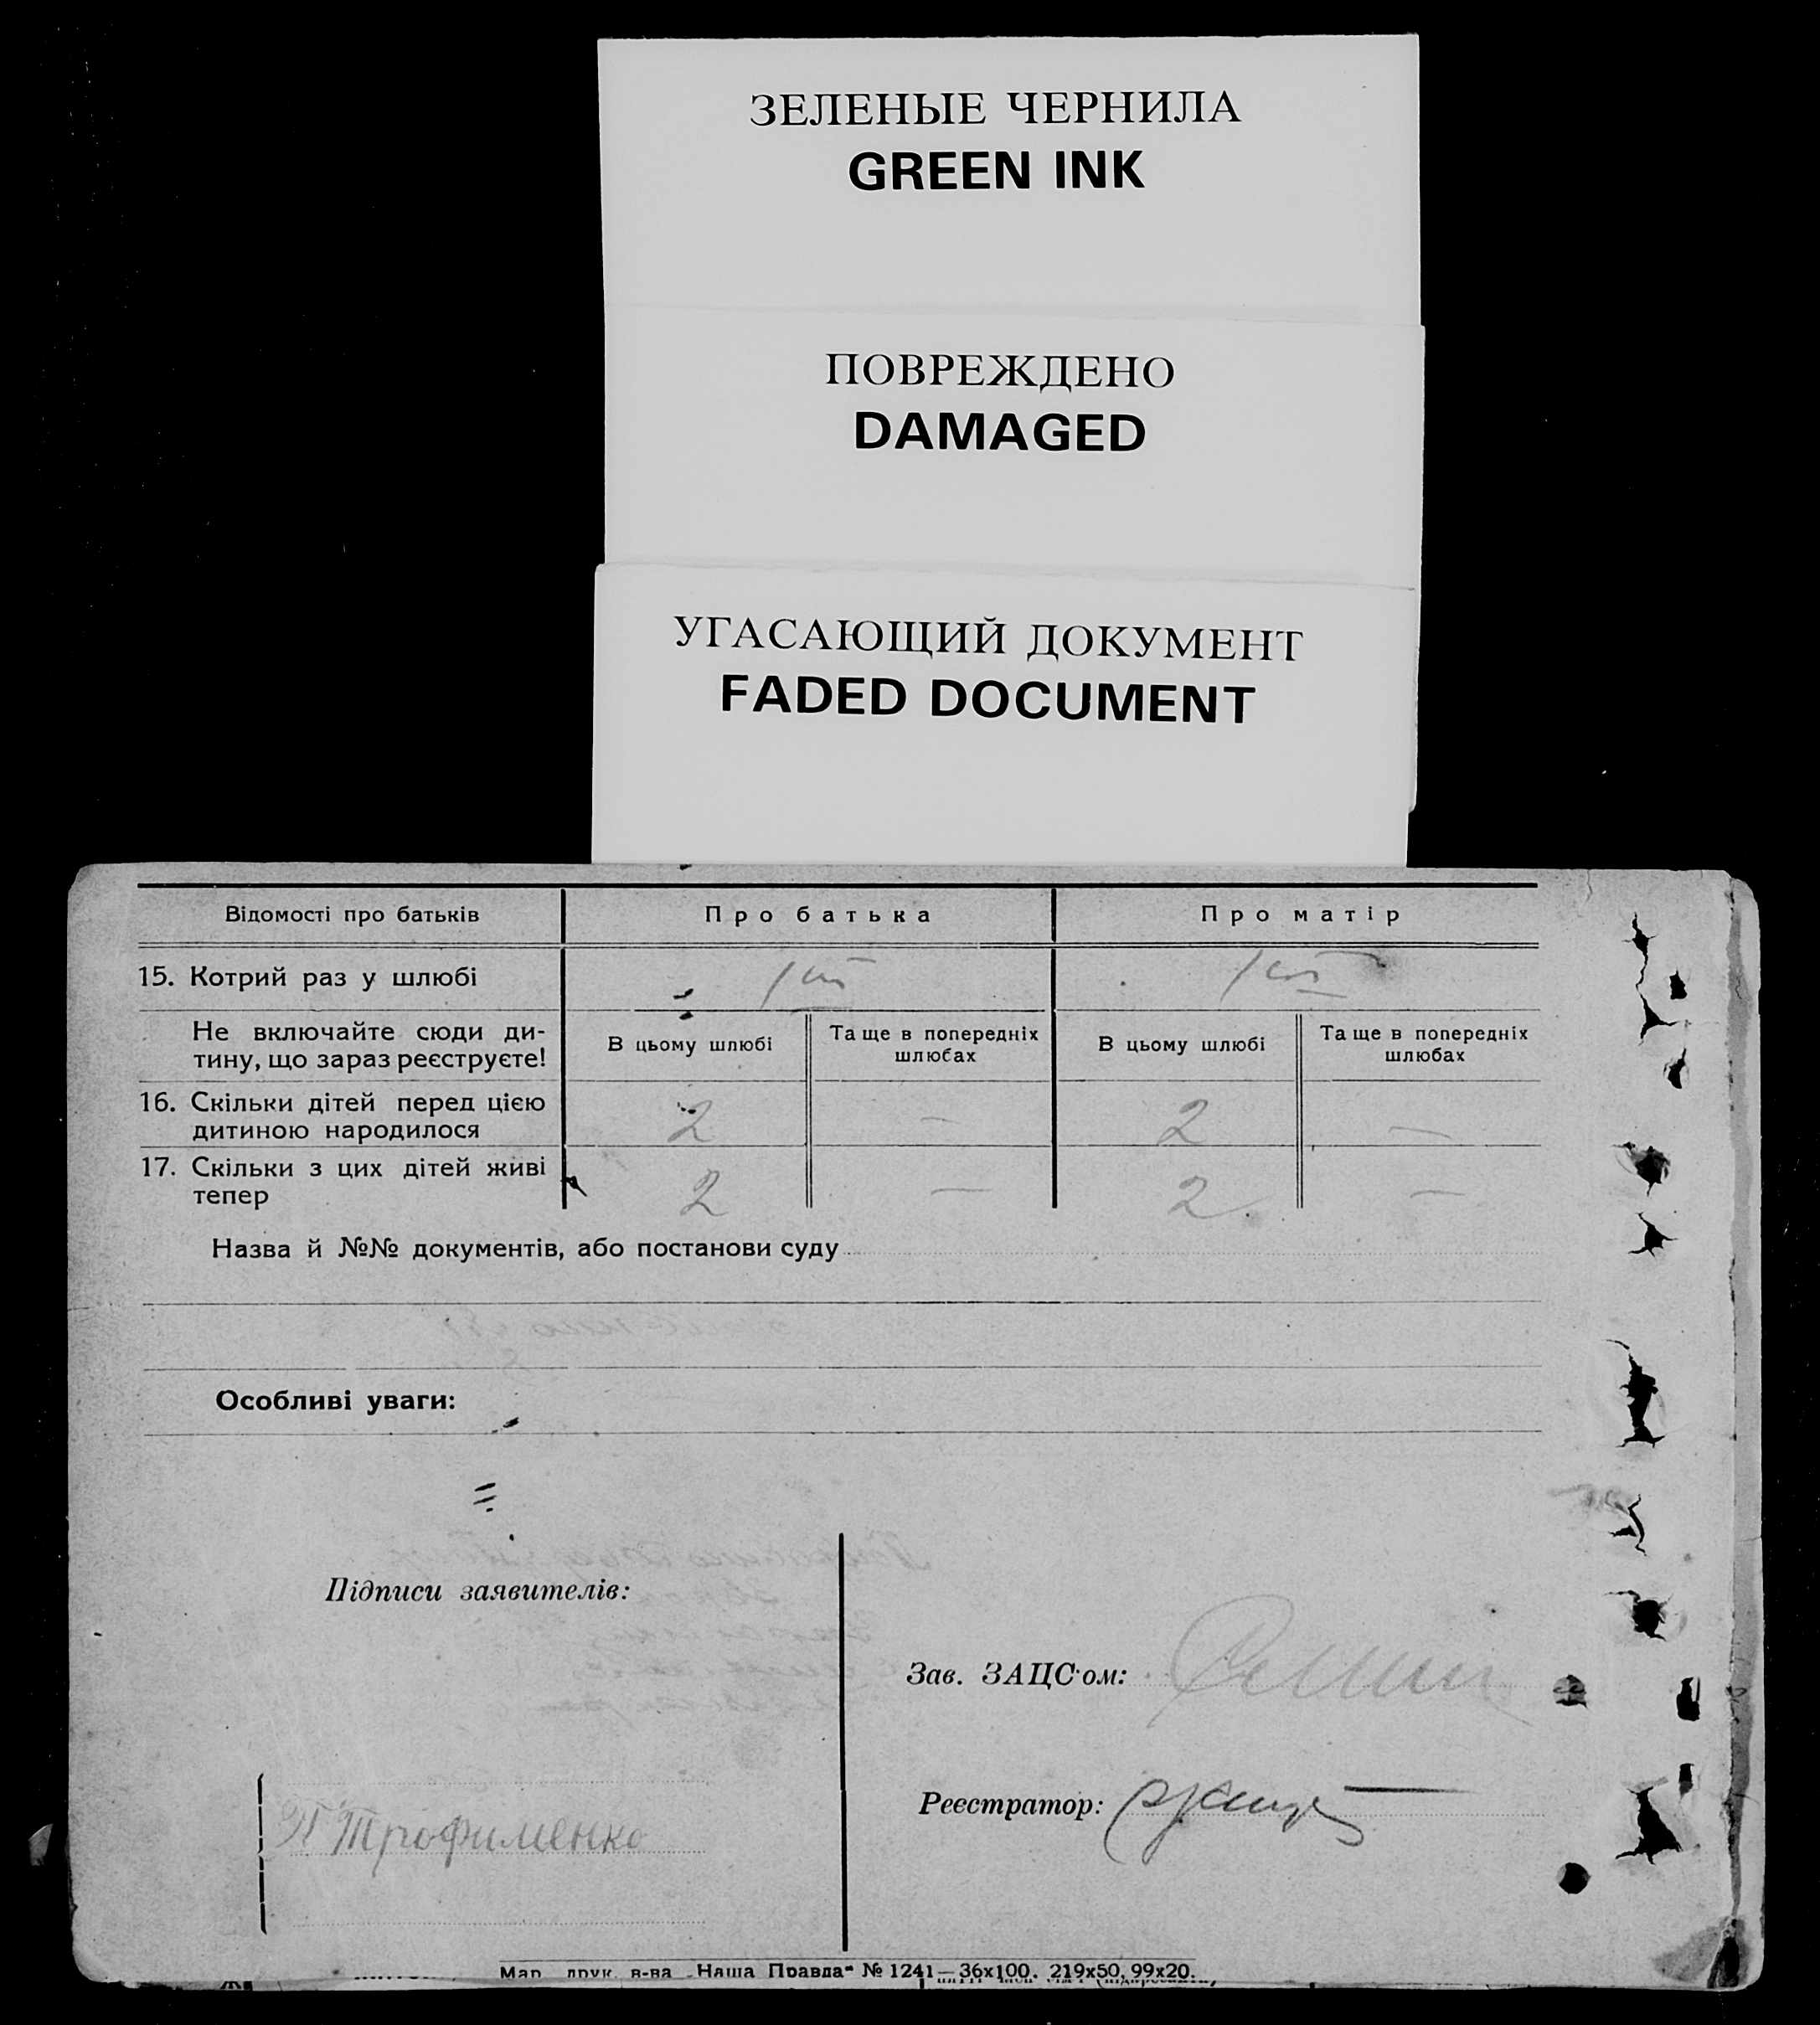 ЗЕЛЕНЫЕ ЧЕРНИЛА
GREEN INK
ПОВРЕЖДЕНО
DAMAGED
УГАСАЮЩИЙ ДОКУМЕНТ
FADED DOCUMENT
Відомості про батьків Про батька Про матір
15. Котрий раз у шлюбі
Не включайте сюди ди-
тину, що зараз реєструєте!
В цьому шлюбі
Та ще в попередніх
шлюбах
В цьому шлюбі
Та ще в попередніх
шлюбах
16. Скільки дітей перед цією
дитиною народилося
2 — 2 —
17. Скільки з цих дітей живі
тепер
2 — 2 —
Назва й №№ документів, або постанови суду
Особливі уваги:
Підписи заявителів:
Зав. ЗАЦС'ом:
Реєстратор:
Трофименко
Мар. друк. в-ва „Наша Правда“ № 1241—36х100. 219х50, 99х20.